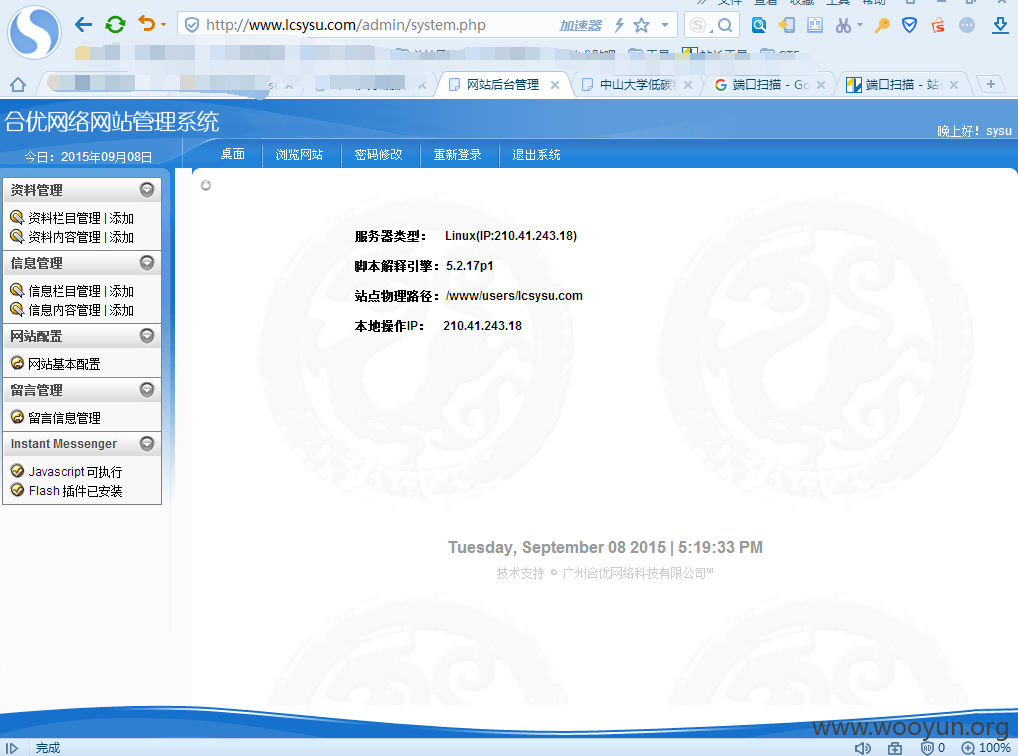 文件 查看 收藏 工具 帮助
http://www.lcsysu.com/admin/system.php
加速器
网站后台管理
中山大学低碳
端口扫描 - Go
端口扫描 - 站
合优网络网站管理系统
晚上好！sysu
今日：2015年09月08日
桌面 浏览网站 密码修改 重新登录 退出系统
资料管理
资料栏目管理 | 添加
资料内容管理 | 添加
信息管理
信息栏目管理 | 添加
信息内容管理 | 添加
网站配置
网站基本配置
留言管理
留言信息管理
Instant Messenger
Javascript 可执行
Flash 插件已安装
服务器类型： Linux(IP:210.41.243.18)
脚本解释引擎：5.2.17p1
站点物理路径：/www/users/lcsysu.com
本地操作IP： 210.41.243.18
Tuesday, September 08 2015 | 5:19:33 PM
技术支持 © 广州合优网络科技有限公司
www.wooyun.org
完成
0
100%